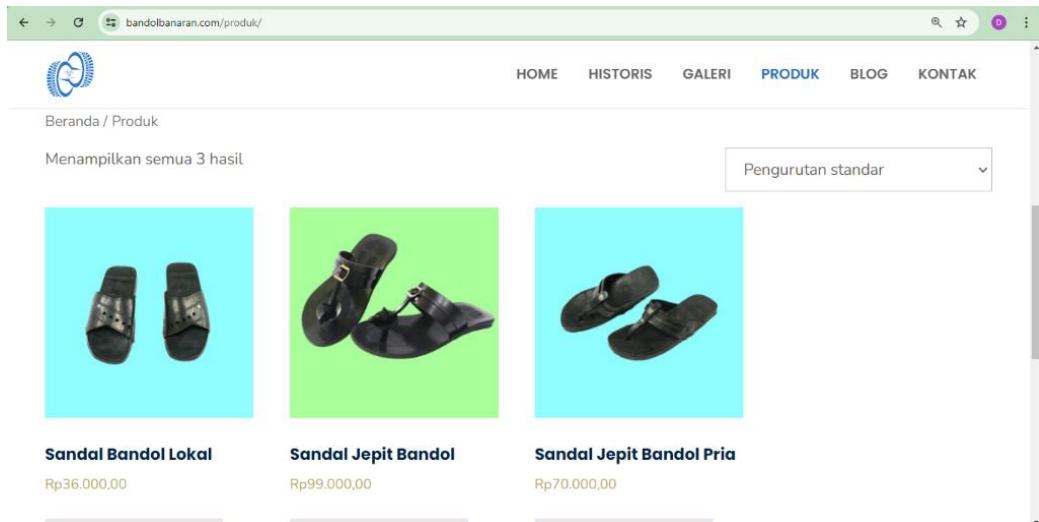 bandolbanaran.com/produk/
D
HOME HISTORIS GALERI PRODUK BLOG KONTAK
Beranda / Produk
Menampilkan semua 3 hasil
Pengurutan standar
Sandal Bandol Lokal Sandal Jepit Bandol Sandal Jepit Bandol Pria
Rp36.000,00 Rp99.000,00 Rp70.000,00